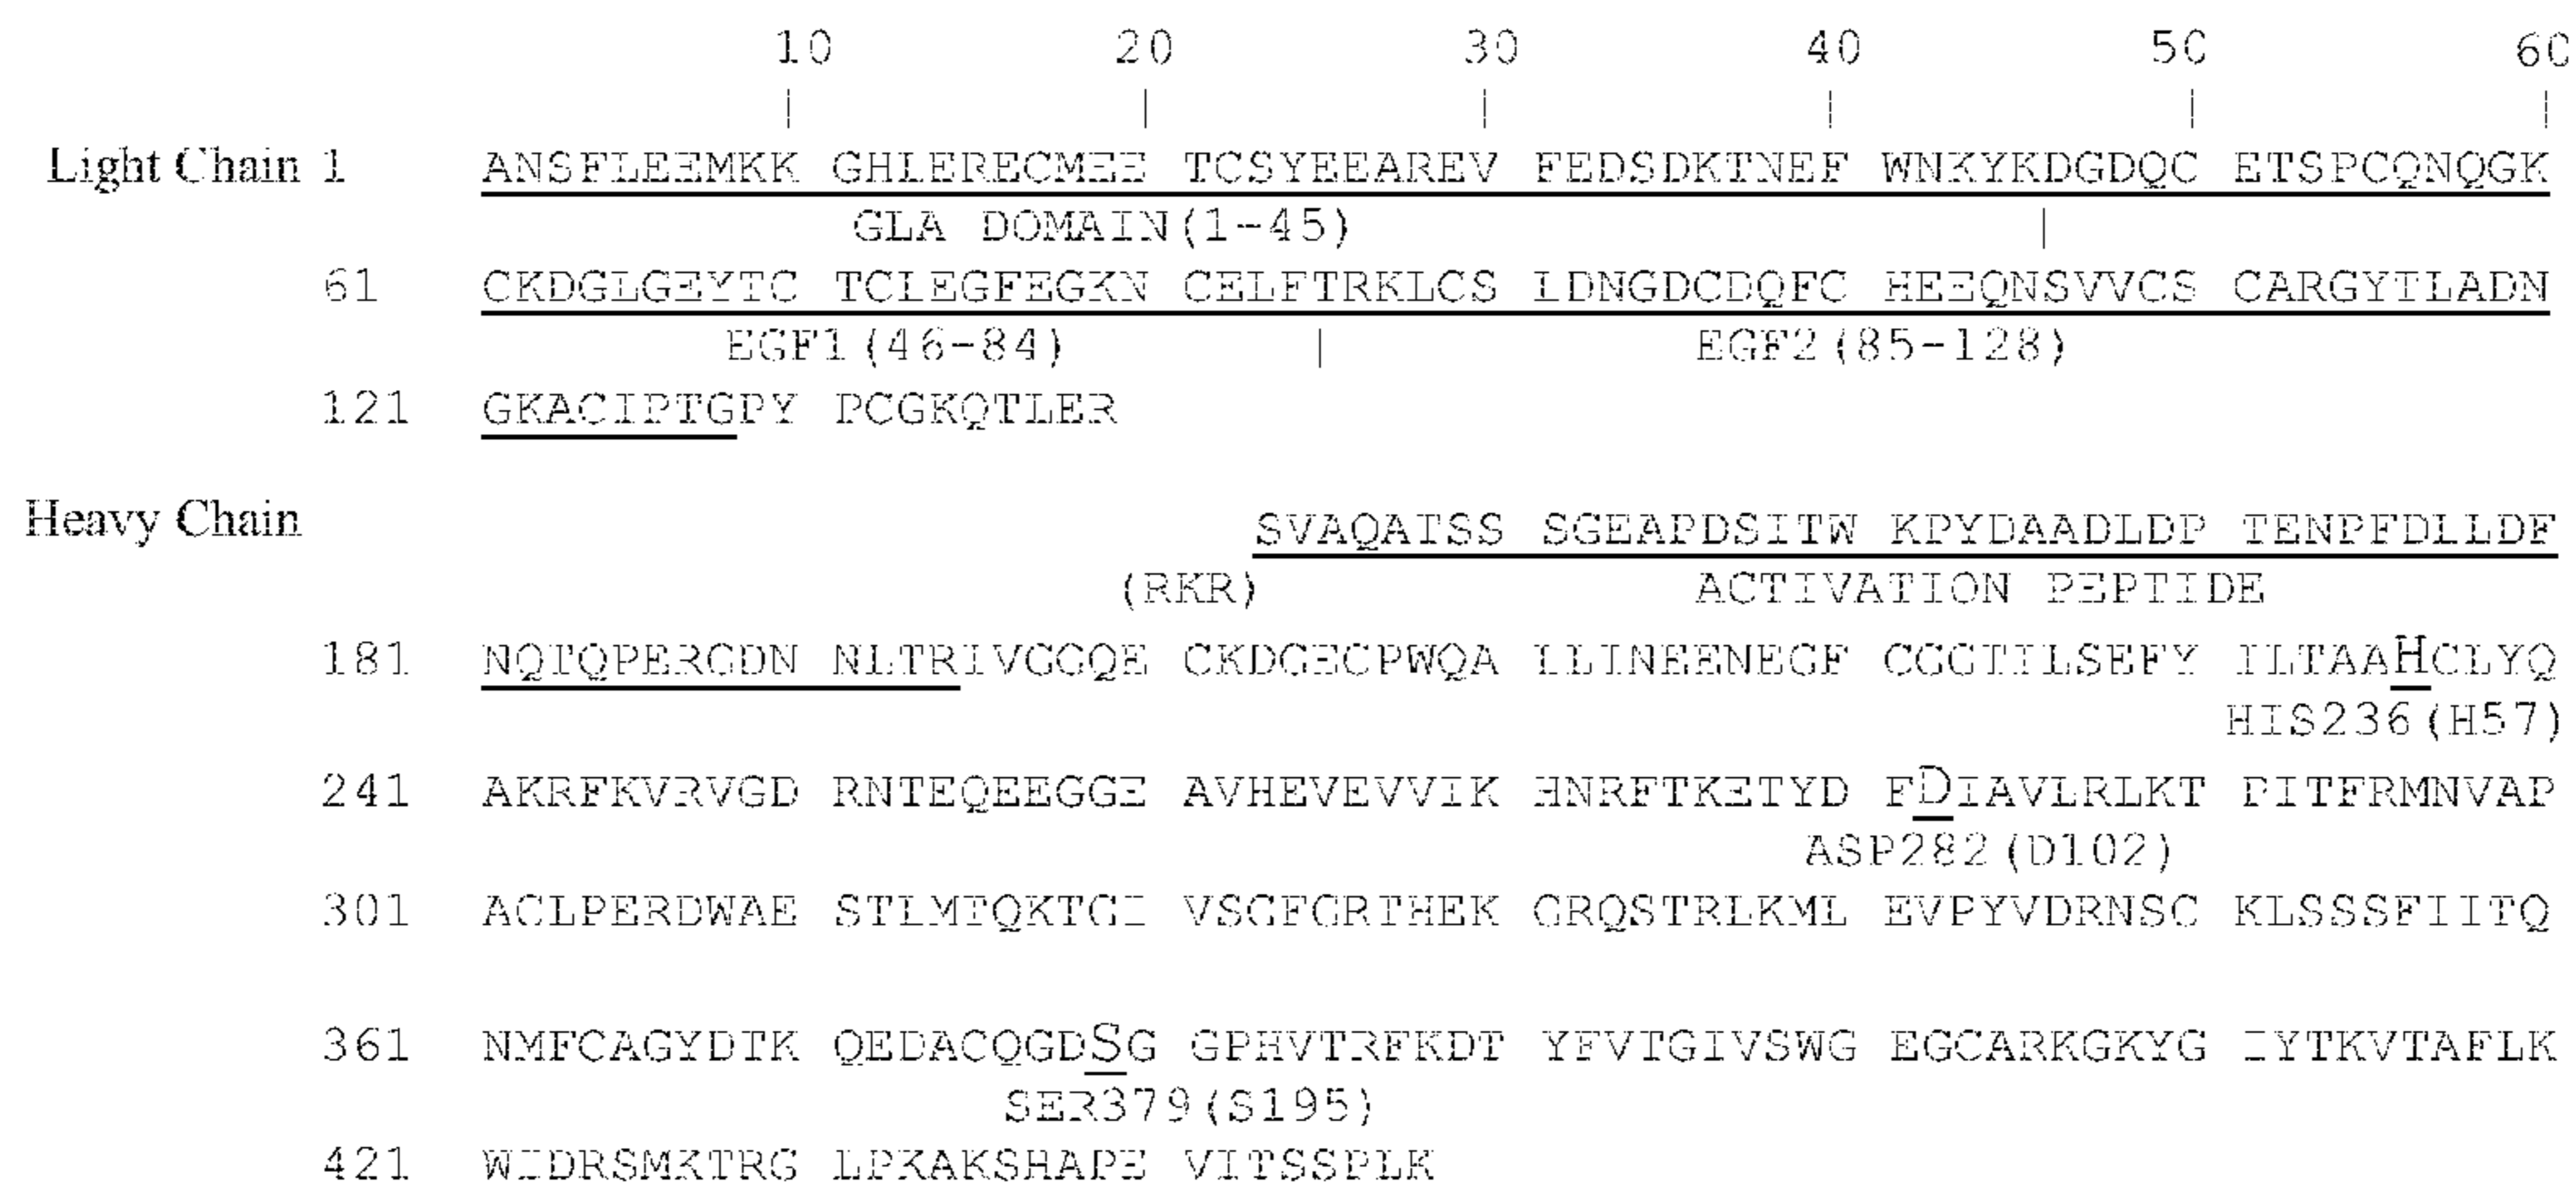 10 20 30 40 50 60
Light Chain 1 ANSFLEEMKK GHLERECMEE TCSYEEAREV FEDSDKTNEF WNKYKDGDQC ETSPCQNQGK
GLA DOMAIN(1-45)
61 CKDGLGEYTC TCLEGFEGKN CELFTRKLCS LDNGDCDQFC HEEQNSVVCS CARGYTLADN
EGF1(46-84) | EGF2(85-128)
121 GKACIPTGPY PCGKQTLER
Heavy Chain SVAQATSS SGEAPDSITW KPYDAADLDP TENPFDLLDF
(RKR) ACTIVATION PEPTIDE
181 NQTQPERGDN NLTRIVGGQE CKDGECPWQA LLINEENEGF CGGTILSEFY ILTAAHCLYQ
HIS236(H57)
241 AKRFKVRVGD RNTEQEEGGE AVHEVEVVIK HNRFTKETYD FDIAVLRLKT PITFRMNVAP
ASP282(D102)
301 ACLPERDWAE STLMTQKTGI VSGFGRTHEK GRQSTRLKML EVPYVDRNSC KLSSSFIITQ
361 NMFCAGYDTK QEDACQGDSG GPHVTRFKDT YFVTGIVSWG EGCARKGKYG IYTKVTAFLK
SER379(S195)
421 WIDRSMKTRG LPKAKSHAPE VITSSPLK